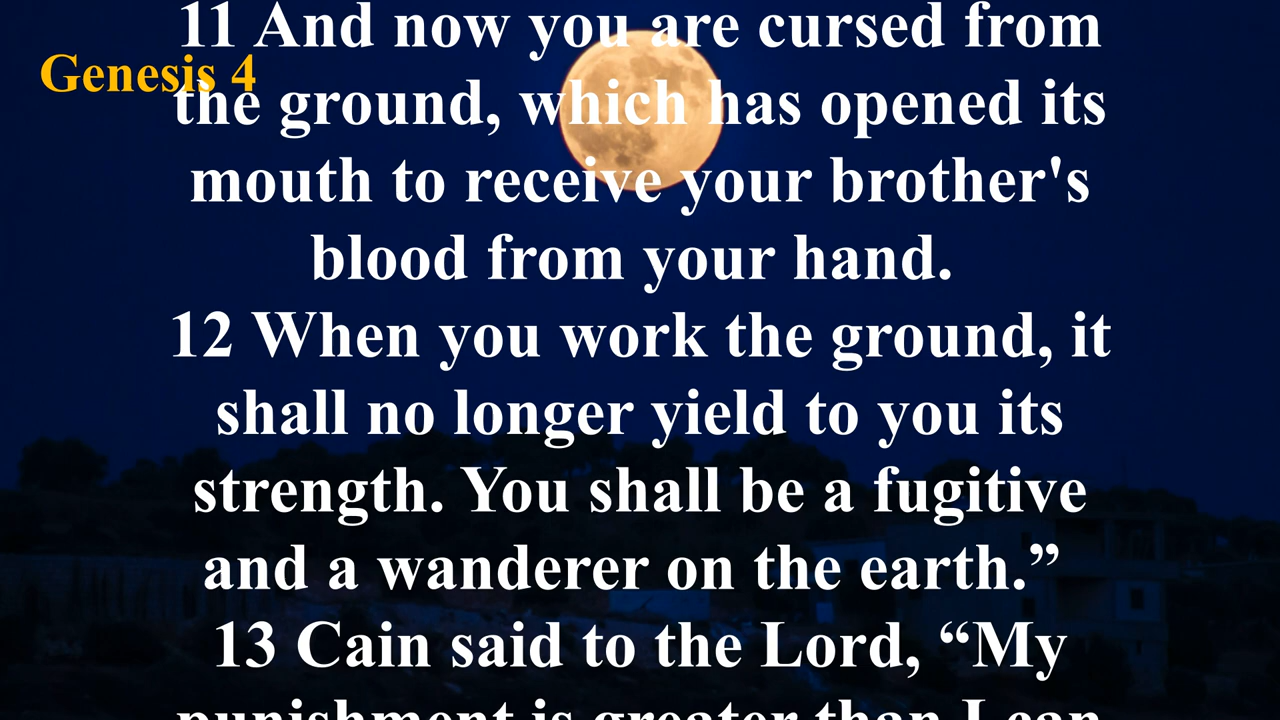 Genesis 4
11 And now you are cursed from
the ground, which has opened its
mouth to receive your brother's
blood from your hand.
12 When you work the ground, it
shall no longer yield to you its
strength. You shall be a fugitive
and a wanderer on the earth.”
13 Cain said to the Lord, “My
punishment is greater than I can